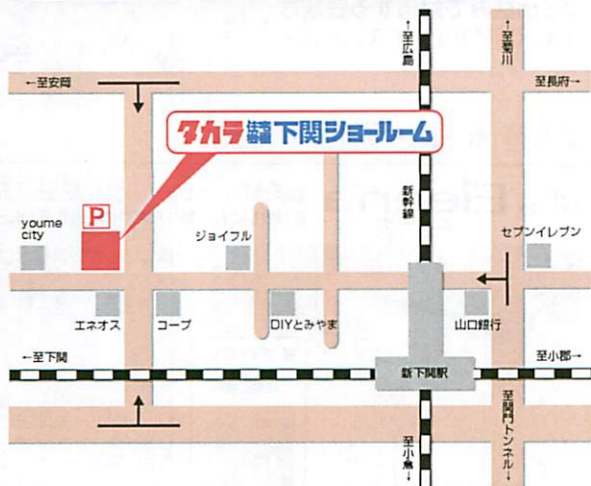 ↑至広島
↑至菊川
←至安岡
至長府→
タカラ 下関ショールーム
新幹線
P
youme
city
ジョイフル
セブンイレブン
エネオス
コープ
DIYとみやま
山口銀行
←至下関
新下関駅
至小郡→
至小倉↓
至関門トンネル↓